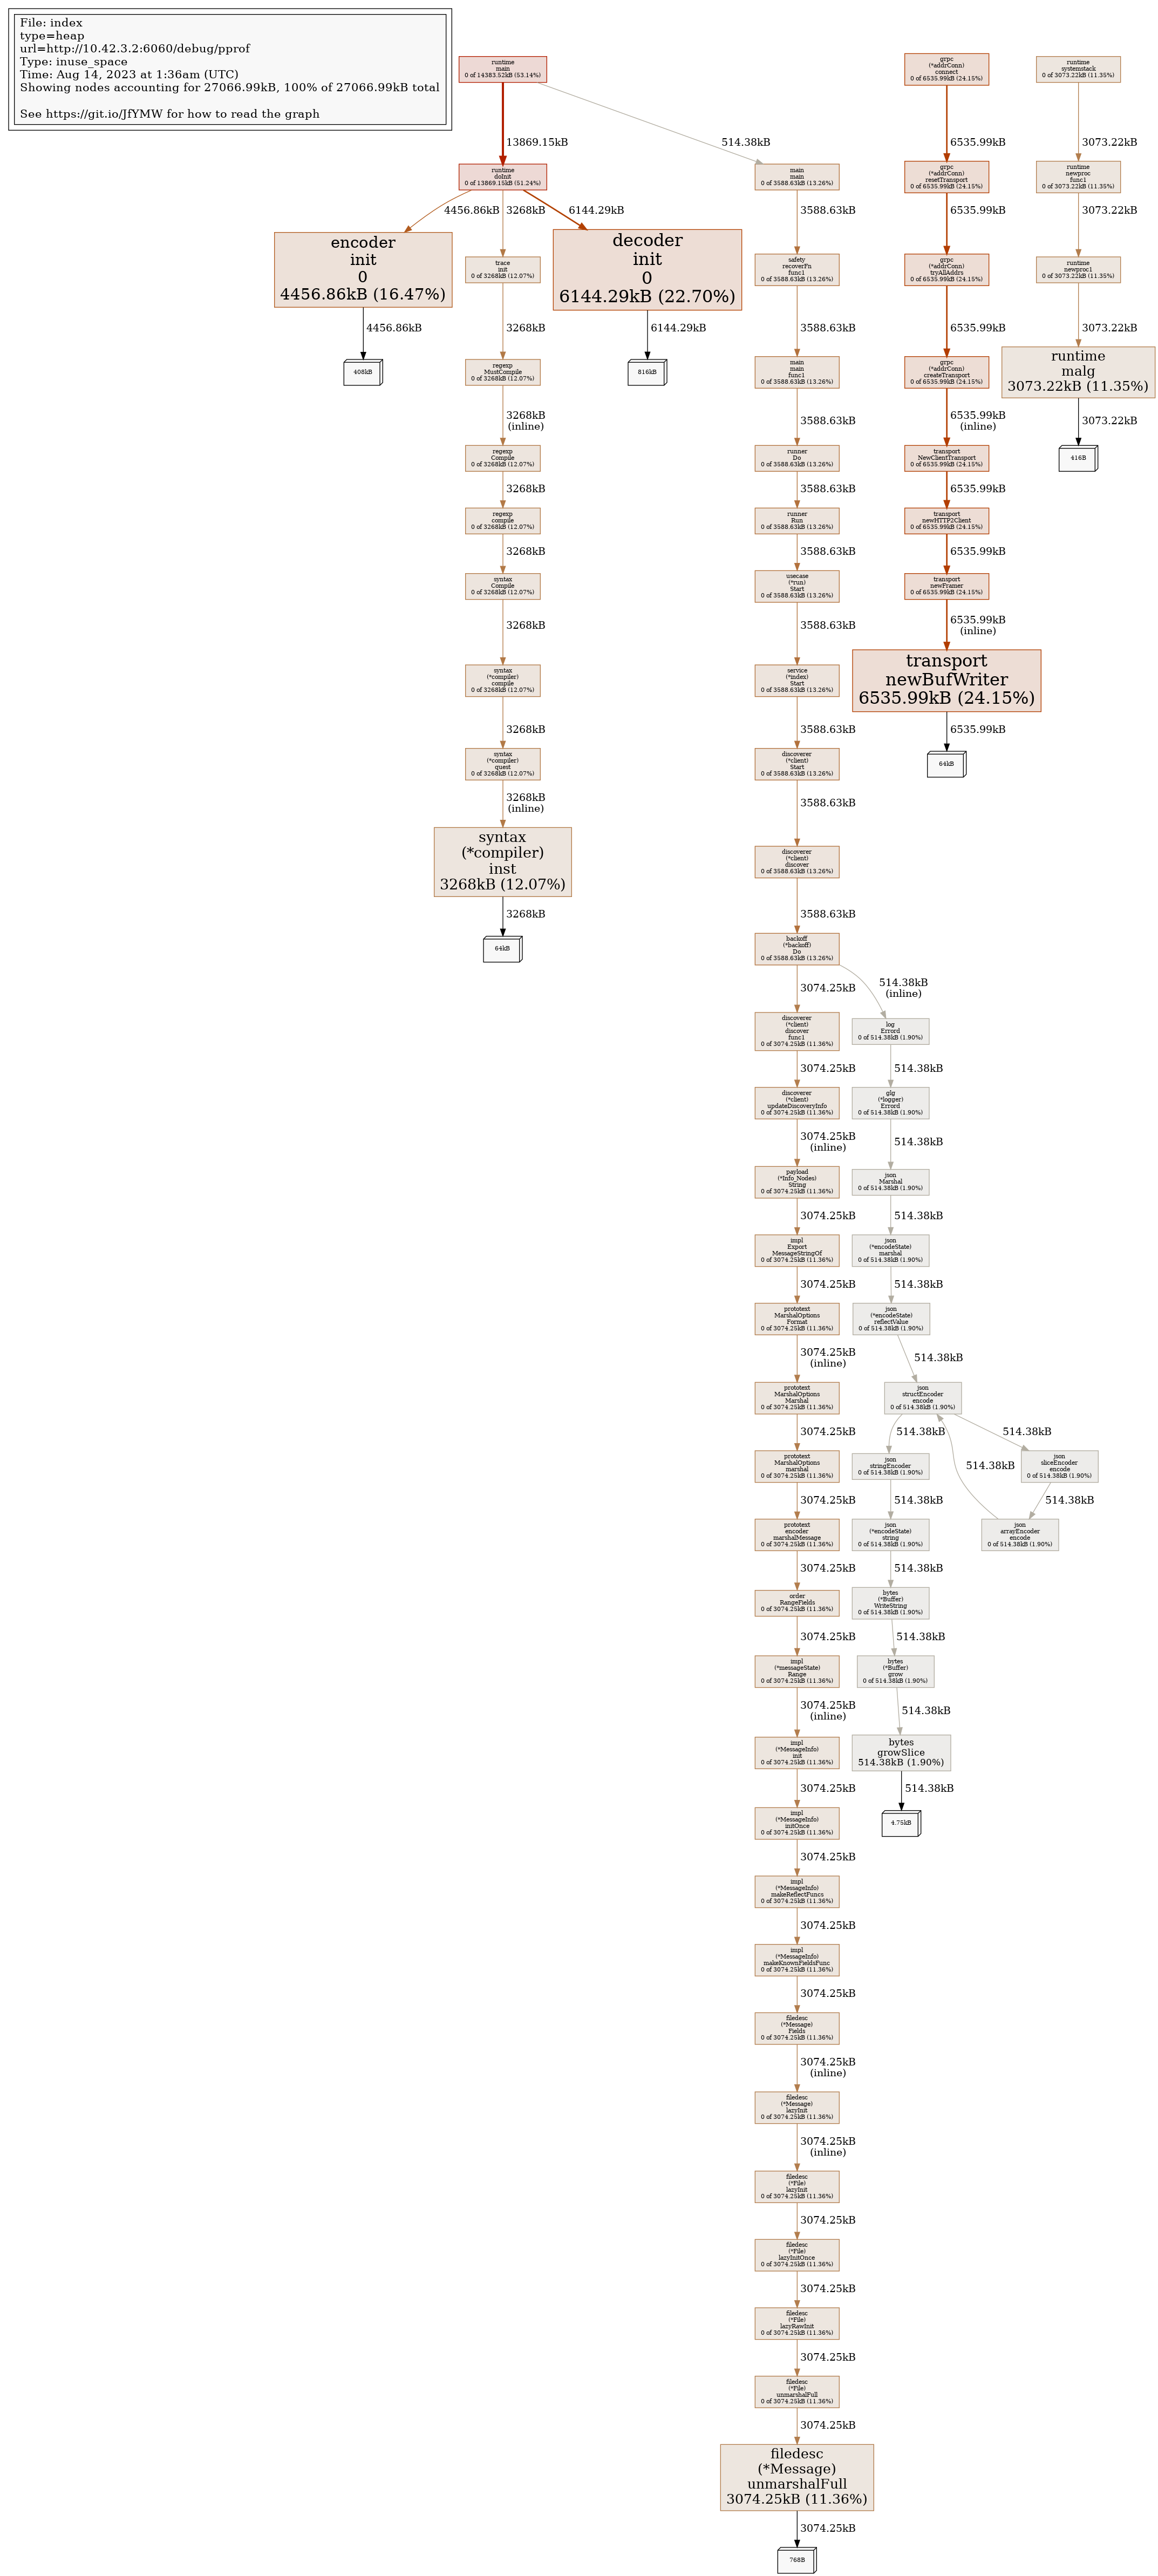 File: index
type=heap
url=http://10.42.3.2:6060/debug/pprof
Type: inuse_space
Time: Aug 14, 2023 at 1:36am (UTC)
Showing nodes accounting for 27066.99kB, 100% of 27066.99kB total
See https://git.io/JfYMW for how to read the graph
runtime
main
0 of 14383.52kB (53.14%)
13869.15kB
514.38kB
runtime
doInit
0 of 13869.15kB (51.24%)
4456.86kB
3268kB
6144.29kB
encoder
init
0
4456.86kB (16.47%)
4456.86kB
408kB
trace
init
0 of 3268kB (12.07%)
3268kB
regexp
MustCompile
0 of 3268kB (12.07%)
3268kB
(inline)
regexp
Compile
0 of 3268kB (12.07%)
3268kB
regexp
compile
0 of 3268kB (12.07%)
3268kB
syntax
Compile
0 of 3268kB (12.07%)
3268kB
syntax
(*compiler)
compile
0 of 3268kB (12.07%)
3268kB
syntax
(*compiler)
quest
0 of 3268kB (12.07%)
3268kB
(inline)
syntax
(*compiler)
inst
3268kB (12.07%)
3268kB
64kB
decoder
init
0
6144.29kB (22.70%)
6144.29kB
816kB
main
main
0 of 3588.63kB (13.26%)
3588.63kB
safety
recoverFn
func1
0 of 3588.63kB (13.26%)
3588.63kB
main
main
func1
0 of 3588.63kB (13.26%)
3588.63kB
runner
Do
0 of 3588.63kB (13.26%)
3588.63kB
runner
Run
0 of 3588.63kB (13.26%)
3588.63kB
usecase
(*run)
Start
0 of 3588.63kB (13.26%)
3588.63kB
service
(*index)
Start
0 of 3588.63kB (13.26%)
3588.63kB
discoverer
(*client)
Start
0 of 3588.63kB (13.26%)
3588.63kB
discoverer
(*client)
discover
0 of 3588.63kB (13.26%)
3588.63kB
backoff
(*backoff)
Do
0 of 3588.63kB (13.26%)
3074.25kB
514.38kB
(inline)
discoverer
(*client)
discover
func1
0 of 3074.25kB (11.36%)
3074.25kB
discoverer
(*client)
updateDiscoveryInfo
0 of 3074.25kB (11.36%)
3074.25kB
(inline)
payload
(*Info_Nodes)
String
0 of 3074.25kB (11.36%)
3074.25kB
impl
Export
MessageStringOf
0 of 3074.25kB (11.36%)
3074.25kB
prototext
MarshalOptions
Format
0 of 3074.25kB (11.36%)
3074.25kB
(inline)
prototext
MarshalOptions
Marshal
0 of 3074.25kB (11.36%)
3074.25kB
prototext
MarshalOptions
marshal
0 of 3074.25kB (11.36%)
3074.25kB
prototext
encoder
marshalMessage
0 of 3074.25kB (11.36%)
3074.25kB
order
RangeFields
0 of 3074.25kB (11.36%)
3074.25kB
impl
(*messageState)
Range
0 of 3074.25kB (11.36%)
3074.25kB
(inline)
impl
(*MessageInfo)
init
0 of 3074.25kB (11.36%)
3074.25kB
impl
(*MessageInfo)
initOnce
0 of 3074.25kB (11.36%)
3074.25kB
impl
(*MessageInfo)
makeReflectFuncs
0 of 3074.25kB (11.36%)
3074.25kB
impl
(*MessageInfo)
makeKnownFieldsFunc
0 of 3074.25kB (11.36%)
3074.25kB
filedesc
(*Message)
Fields
0 of 3074.25kB (11.36%)
3074.25kB
(inline)
filedesc
(*Message)
lazyInit
0 of 3074.25kB (11.36%)
3074.25kB
(inline)
filedesc
(*File)
lazyInit
0 of 3074.25kB (11.36%)
3074.25kB
filedesc
(*File)
lazyInitOnce
0 of 3074.25kB (11.36%)
3074.25kB
filedesc
(*File)
lazyRawInit
0 of 3074.25kB (11.36%)
3074.25kB
filedesc
(*File)
unmarshalFull
0 of 3074.25kB (11.36%)
3074.25kB
filedesc
(*Message)
unmarshalFull
3074.25kB (11.36%)
3074.25kB
768B
log
Errord
0 of 514.38kB (1.90%)
514.38kB
glg
(*logger)
Errord
0 of 514.38kB (1.90%)
514.38kB
json
Marshal
0 of 514.38kB (1.90%)
514.38kB
json
(*encodeState)
marshal
0 of 514.38kB (1.90%)
514.38kB
json
(*encodeState)
reflectValue
0 of 514.38kB (1.90%)
514.38kB
json
structEncoder
encode
0 of 514.38kB (1.90%)
514.38kB
514.38kB
514.38kB
json
stringEncoder
0 of 514.38kB (1.90%)
514.38kB
json
sliceEncoder
encode
0 of 514.38kB (1.90%)
514.38kB
json
arrayEncoder
encode
0 of 514.38kB (1.90%)
json
(*encodeState)
string
0 of 514.38kB (1.90%)
514.38kB
bytes
(*Buffer)
WriteString
0 of 514.38kB (1.90%)
514.38kB
bytes
(*Buffer)
grow
0 of 514.38kB (1.90%)
514.38kB
bytes
growSlice
514.38kB (1.90%)
514.38kB
4.75kB
grpc
(*addrConn)
connect
0 of 6535.99kB (24.15%)
6535.99kB
grpc
(*addrConn)
resetTransport
0 of 6535.99kB (24.15%)
6535.99kB
grpc
(*addrConn)
tryAllAddrs
0 of 6535.99kB (24.15%)
6535.99kB
grpc
(*addrConn)
createTransport
0 of 6535.99kB (24.15%)
6535.99kB
(inline)
transport
NewClientTransport
0 of 6535.99kB (24.15%)
6535.99kB
transport
newHTTP2Client
0 of 6535.99kB (24.15%)
6535.99kB
transport
newFramer
0 of 6535.99kB (24.15%)
6535.99kB
(inline)
transport
newBufWriter
6535.99kB (24.15%)
6535.99kB
64kB
runtime
systemstack
0 of 3073.22kB (11.35%)
3073.22kB
runtime
newproc
func1
0 of 3073.22kB (11.35%)
3073.22kB
runtime
newproc1
0 of 3073.22kB (11.35%)
3073.22kB
runtime
malg
3073.22kB (11.35%)
3073.22kB
416B